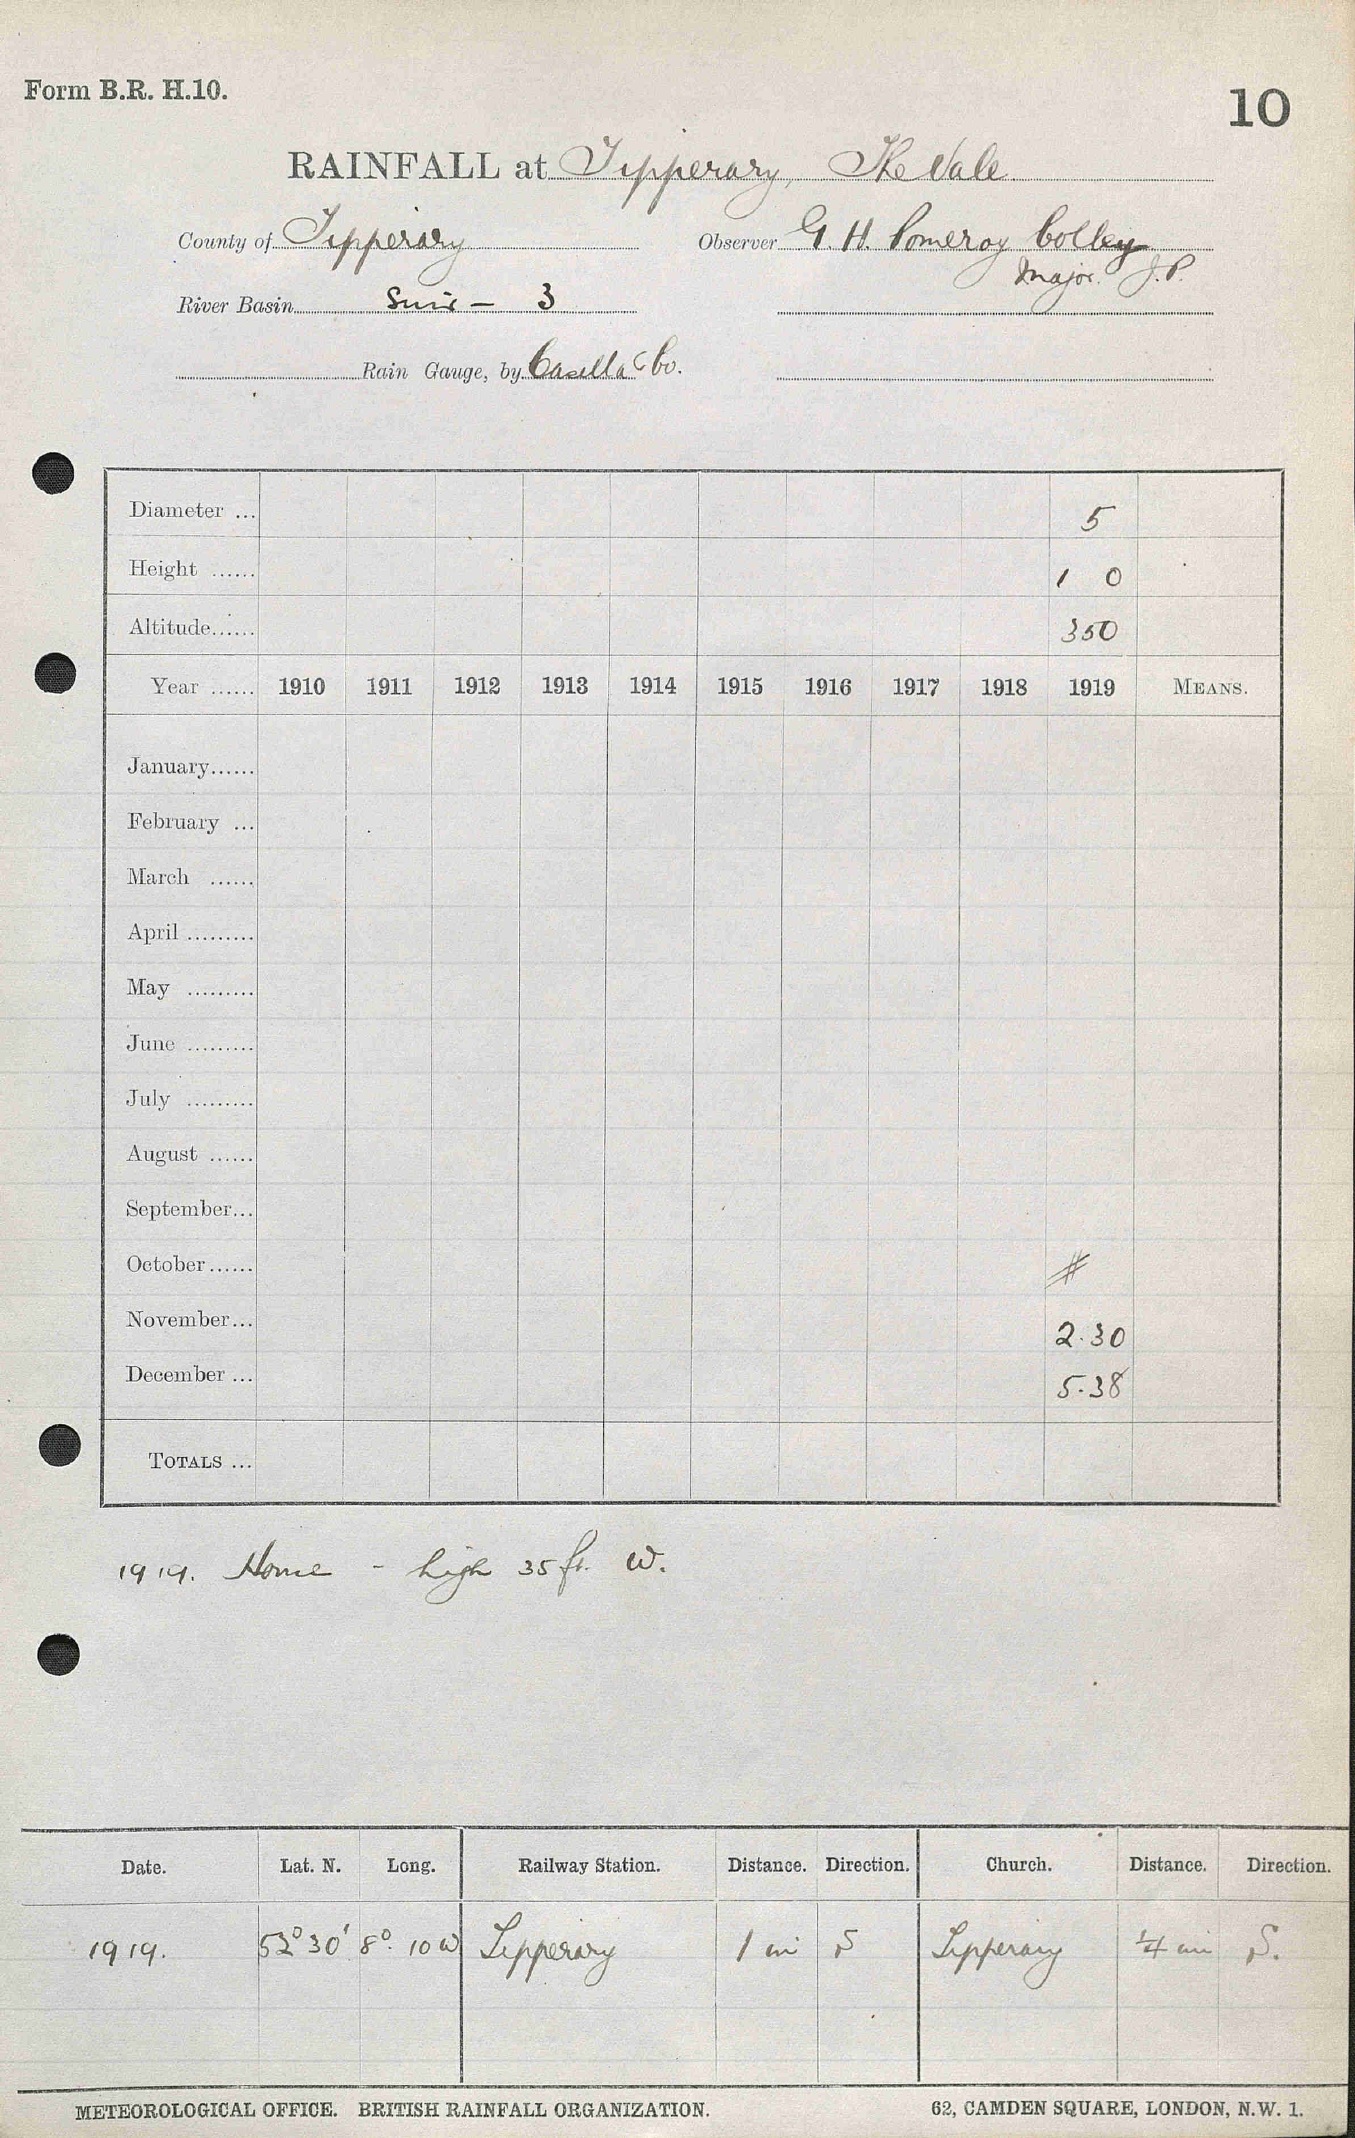 Form B.R. H.10.
10
RAINFALL at Tipperary, The Vale
County of Tipperary Observer G. H. Pomeroy Colley
Major. J.P.
River Basin Suir - 3
Rain Gauge, by Casella & Co.
Diameter ... 5
Height ...... 1 0
Altitude...... 350
Year ...... 1910 1911 1912 1913 1914 1915 1916 1917 1918 1919 MEANS.
January......
February ...
March ......
April .........
May .........
June .........
July .........
August ......
September...
October...... #
November... 2.30
December ... 5.38
TOTALS ...
1919. House - high 35 ft. W.
Date. Lat. N. Long. Railway Station. Distance. Direction. Church. Distance. Direction.
1919. 52° 30' 8°. 10 W Tipperary 1 mi S Tipperary 1/4 mi S.
METEOROLOGICAL OFFICE. BRITISH RAINFALL ORGANIZATION. 62, CAMDEN SQUARE, LONDON, N.W. 1.